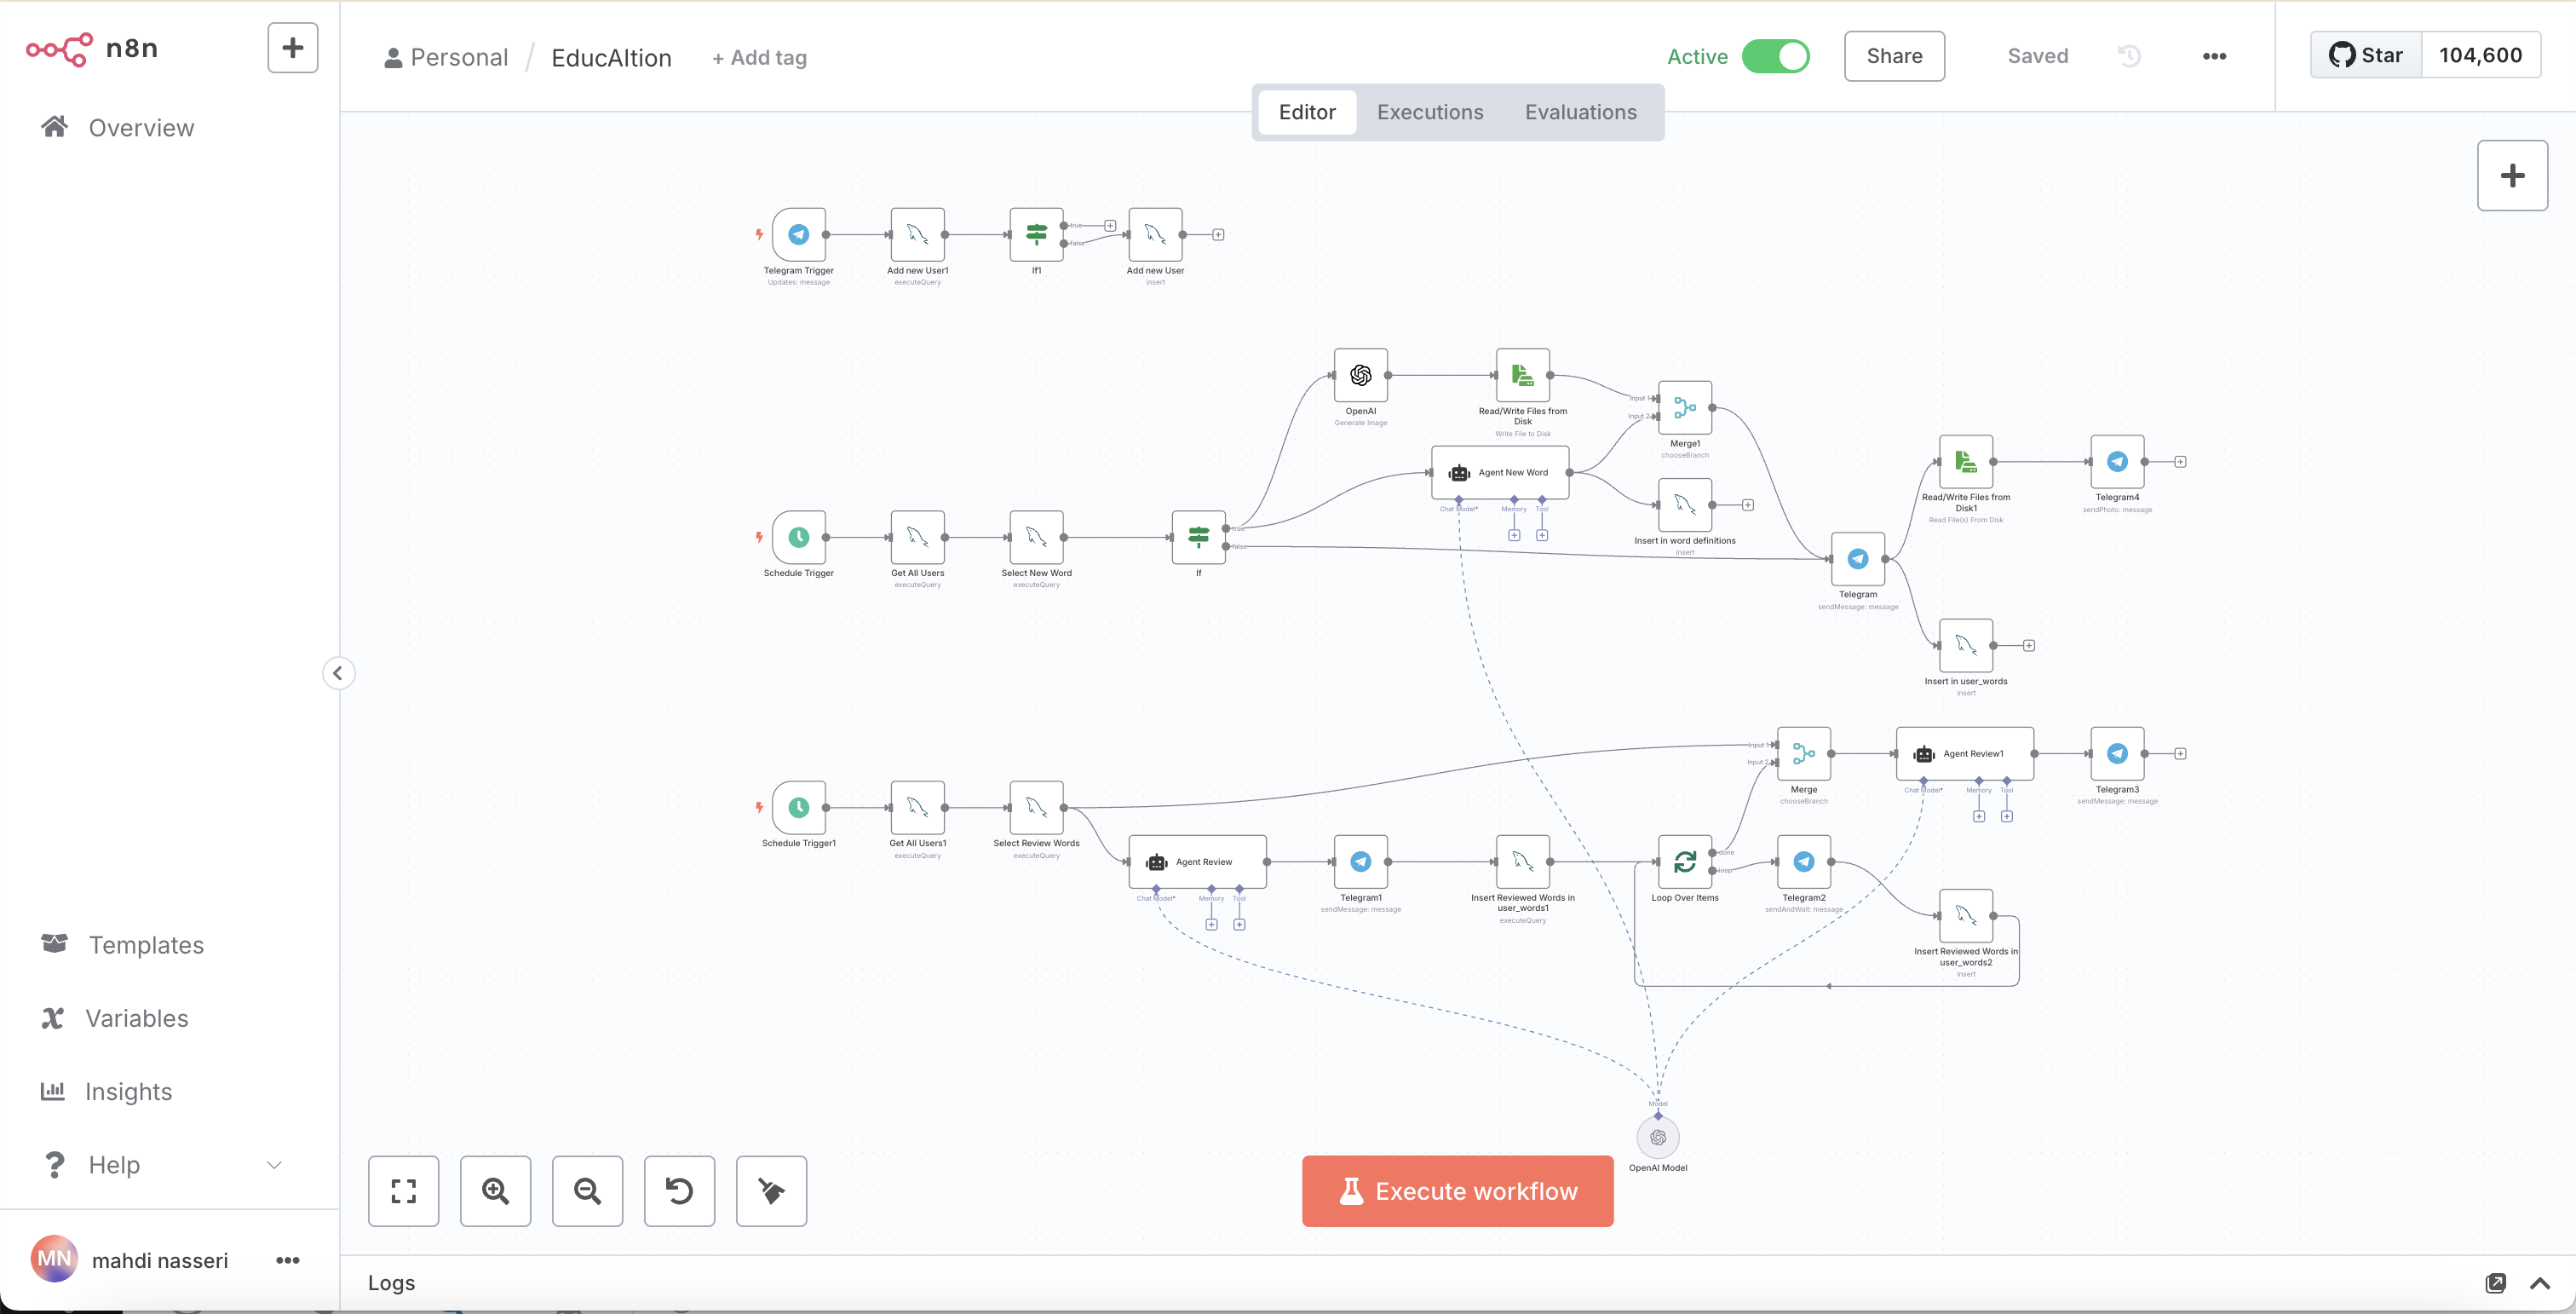 n8n
Personal / EducAItion + Add tag
Active
Share
Saved
Star 104,600
Overview
Editor Executions Evaluations
true
false
Telegram Trigger
Updates: message
Add new User1
executeQuery
If1
Add new User
insert
OpenAI
Generate Image
Read/Write Files from
Disk
Write File to Disk
Input 1
Input 2
Merge1
chooseBranch
Agent New Word
Chat Model*
Memory
Tool
Insert in word definitions
insert
Read/Write Files from
Disk1
Read File(s) From Disk
Telegram4
sendPhoto: message
Schedule Trigger
Get All Users
executeQuery
Select New Word
executeQuery
true
false
If
Telegram
sendMessage: message
Insert in user_words
insert
Input 1
Input 2
Merge
chooseBranch
Agent Review1
Chat Model*
Memory
Tool
Telegram3
sendMessage: message
Schedule Trigger1
Get All Users1
executeQuery
Select Review Words
executeQuery
Agent Review
Chat Model*
Memory
Tool
Telegram1
sendMessage: message
Insert Reviewed Words in
user_words1
executeQuery
done
loop
Loop Over Items
Telegram2
sendAndWait: message
Insert Reviewed Words in
user_words2
insert
Model
OpenAI Model
Templates
Variables
Insights
Help
Execute workflow
MN
mahdi nasseri
Logs